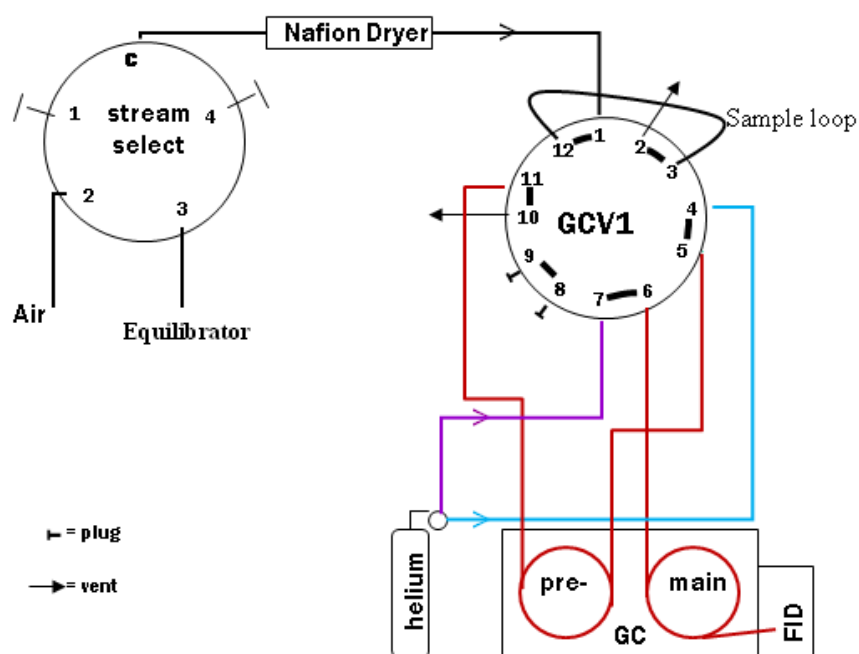 Nafion Dryer
c
1
stream
select
4
2
3
Air
Equilibrator
Sample loop
12
1
2
3
11
10
GCV1
4
5
9
8
7
6
= plug
= vent
helium
pre-
main
GC
FID